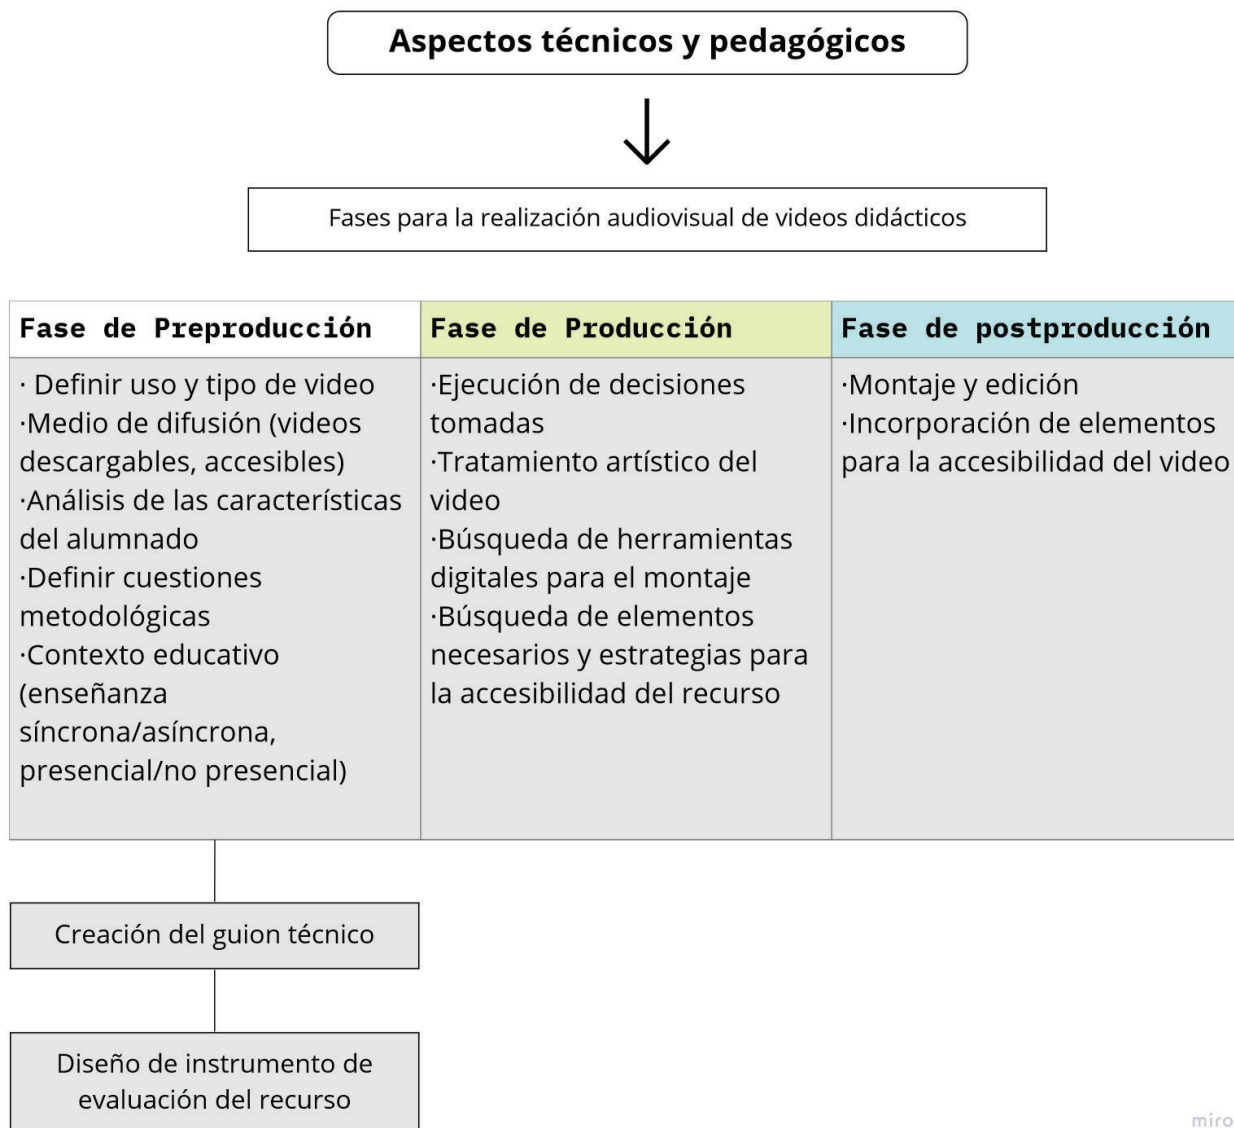 Aspectos técnicos y pedagógicos
Fases para la realización audiovisual de videos didácticos
Fase de Preproducción
· Definir uso y tipo de video
·Medio de difusión (videos
descargables, accesibles)
·Análisis de las características
del alumnado
·Definir cuestiones
metodológicas
·Contexto educativo
(enseñanza
síncrona/asíncrona,
presencial/no presencial)
Fase de Producción
·Ejecución de decisiones
tomadas
·Tratamiento artístico del
video
·Búsqueda de herramientas
digitales para el montaje
·Búsqueda de elementos
necesarios y estrategias para
la accesibilidad del recurso
Fase de postproducción
·Montaje y edición
·Incorporación de elementos
para la accesibilidad del video
Creación del guion técnico
Diseño de instrumento de
evaluación del recurso
miro